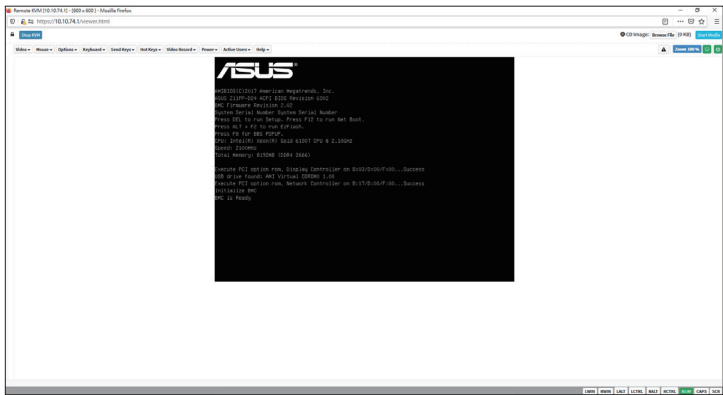 Remote KVM [10.10.74.1] - [800 x 600 ] - Mozilla Firefox
https://10.10.74.1/viewer.html
Stop KVM
CD Image: Browse File (0 KB) Start Media
Video Mouse Options Keyboard Send Keys Hot Keys Video Record Power Active Users Help
Zoom 100 %
ASUS
AMIBIOS(C)2017 American Megatrends, Inc.
ASUS Z11PP-D24 ACPI BIOS Revision 6002
BMC Firmware Revision 2.02
System Serial Number System Serial Number
Press DEL to run Setup. Press F12 to run Net Boot.
Press ALT + F2 to run EzFlash.
Press F8 for BBS POPUP.
CPU: Intel(R) Xeon(R) Gold 6100T CPU @ 2.10GHz
Speed: 2100MHz
Total Memory: 8192MB (DDR4 2666)
Execute PCI option rom, Display Controller on B:03/D:00/F:00...Success
USB drive found: AMI Virtual CDROM0 1.00
Execute PCI option rom, Network Controller on B:17/D:00/F:00...Success
Initialize BMC
BMC is Ready
LWIN RWIN LALT LCTRL RALT RCTRL NUM CAPS SCR